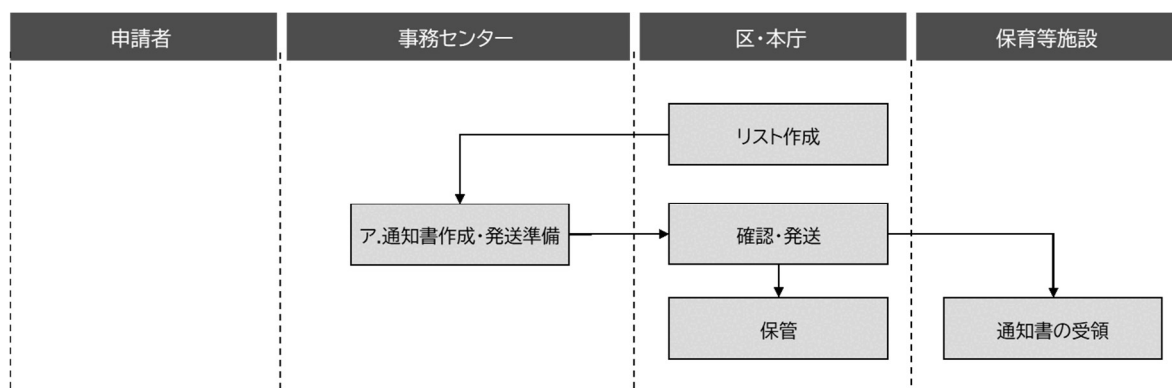 申請者
事務センター
区・本庁
保育等施設
リスト作成
ア.通知書作成・発送準備
確認・発送
保管
通知書の受領